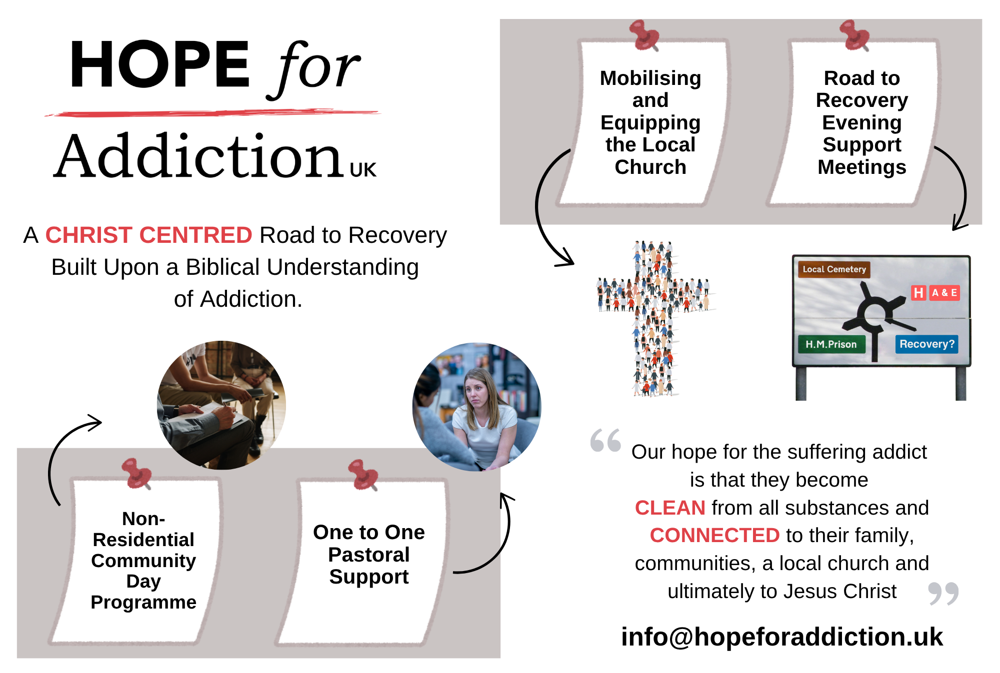 HOPE for
Addiction UK
A CHRIST CENTRED Road to Recovery
Built Upon a Biblical Understanding
of Addiction.
Mobilising
and
Equipping
the Local
Church
Road to
Recovery
Evening
Support
Meetings
Local Cemetery
H A & E
H.M.Prison
Recovery?
Non-
Residential
Community
Day
Programme
One to One
Pastoral
Support
“ Our hope for the suffering addict
is that they become
CLEAN from all substances and
CONNECTED to their family,
communities, a local church and
ultimately to Jesus Christ ”
info@hopeforaddiction.uk